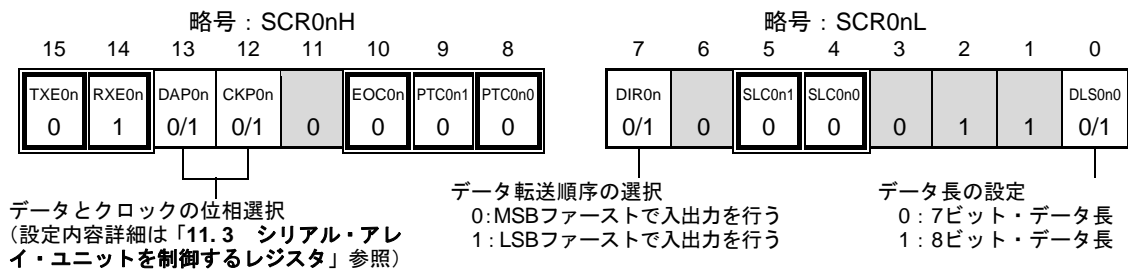 略号：SCR0nH
略号：SCR0nL
15 14 13 12 11 10 9 8
7 6 5 4 3 2 1 0
TXE0n RXE0n DAP0n CKP0n EOC0n PTC0n1 PTC0n0
DIR0n SLC0n1 SLC0n0 DLS0n0
0 1 0/1 0/1 0 0 0 0
0/1 0 0 0 0 1 1 0/1
データとクロックの位相選択
（設定内容詳細は「11. 3　シリアル・アレ
イ・ユニットを制御するレジスタ」参照）
データ転送順序の選択
0：MSBファーストで入出力を行う
1：LSBファーストで入出力を行う
データ長の設定
0：7ビット・データ長
1：8ビット・データ長